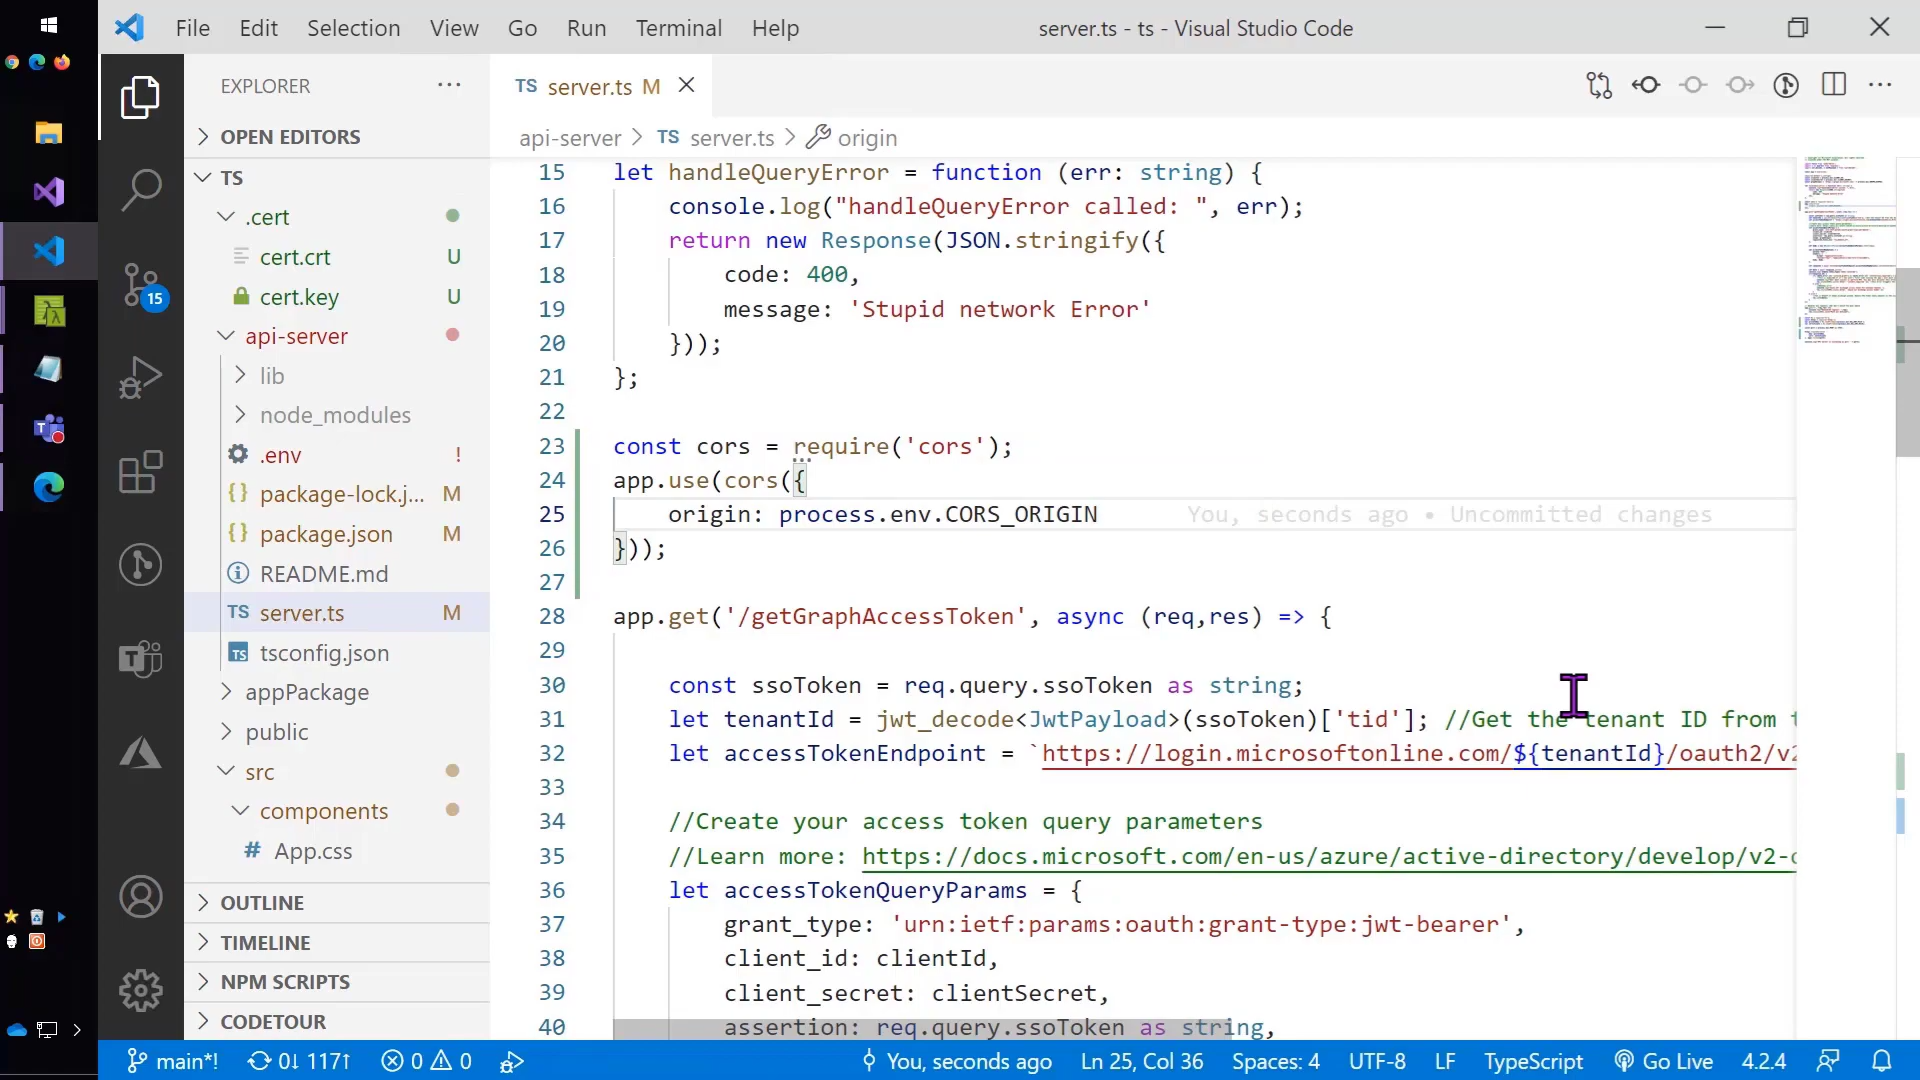 File Edit Selection View Go Run Terminal Help
server.ts - ts - Visual Studio Code
EXPLORER
TS server.ts M
OPEN EDITORS
api-server > TS server.ts > origin
TS
.cert
cert.crt U
cert.key U
15
api-server
lib
node_modules
.env !
{} package-lock.j... M
{} package.json M
README.md
TS server.ts M
TS tsconfig.json
appPackage
public
src
components
# App.css
OUTLINE
TIMELINE
NPM SCRIPTS
CODETOUR
15 let handleQueryError = function (err: string) {
16 console.log("handleQueryError called: ", err);
17 return new Response(JSON.stringify({
18 code: 400,
19 message: 'Stupid network Error'
20 }));
21 };
22
23 const cors = require('cors');
24 app.use(cors({
25 origin: process.env.CORS_ORIGIN You, seconds ago • Uncommitted changes
26 }));
27
28 app.get('/getGraphAccessToken', async (req,res) => {
29
30 const ssoToken = req.query.ssoToken as string;
31 let tenantId = jwt_decode<JwtPayload>(ssoToken)['tid']; //Get the tenant ID from t
32 let accessTokenEndpoint = `https://login.microsoftonline.com/${tenantId}/oauth2/v2
33
34 //Create your access token query parameters
35 //Learn more: https://docs.microsoft.com/en-us/azure/active-directory/develop/v2-o
36 let accessTokenQueryParams = {
37 grant_type: 'urn:ietf:params:oauth:grant-type:jwt-bearer',
38 client_id: clientId,
39 client_secret: clientSecret,
40 assertion: req.query.ssoToken as string,
main*! 0↓ 117↑ 0 0 You, seconds ago Ln 25, Col 36 Spaces: 4 UTF-8 LF TypeScript Go Live 4.2.4